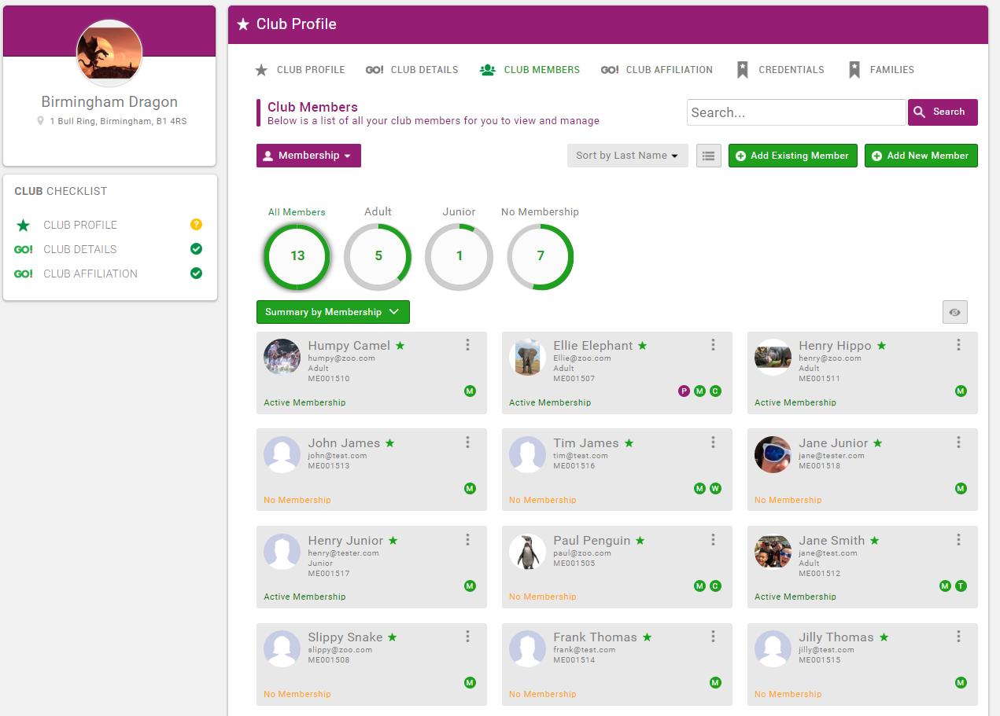 Birmingham Dragon
1 Bull Ring, Birmingham, B1 4RS
CLUB CHECKLIST
CLUB PROFILE ?
GO! CLUB DETAILS
GO! CLUB AFFILIATION
Club Profile
CLUB PROFILE GO! CLUB DETAILS CLUB MEMBERS GO! CLUB AFFILIATION CREDENTIALS FAMILIES
Club Members
Below is a list of all your club members for you to view and manage
Search... Search
Membership Sort by Last Name Add Existing Member Add New Member
All Members Adult Junior No Membership
13 5 1 7
Summary by Membership
Humpy Camel
humpy@zoo.com
Adult
ME001510
M
Active Membership
Ellie Elephant
Ellie@zoo.com
Adult
ME001507
P M C
Active Membership
Henry Hippo
henry@zoo.com
Adult
ME001511
M
Active Membership
John James
john@test.com
ME001513
M
No Membership
Tim James
tim@test.com
ME001516
M W
No Membership
Jane Junior
jane@tester.com
ME001518
M
No Membership
Henry Junior
henry@tester.com
Junior
ME001517
M
Active Membership
Paul Penguin
paul@zoo.com
ME001505
M C
No Membership
Jane Smith
jane@test.com
Adult
ME001512
M T
Active Membership
Slippy Snake
slippy@zoo.com
ME001508
M
No Membership
Frank Thomas
frank@test.com
ME001514
M
No Membership
Jilly Thomas
jilly@test.com
ME001515
M
No Membership